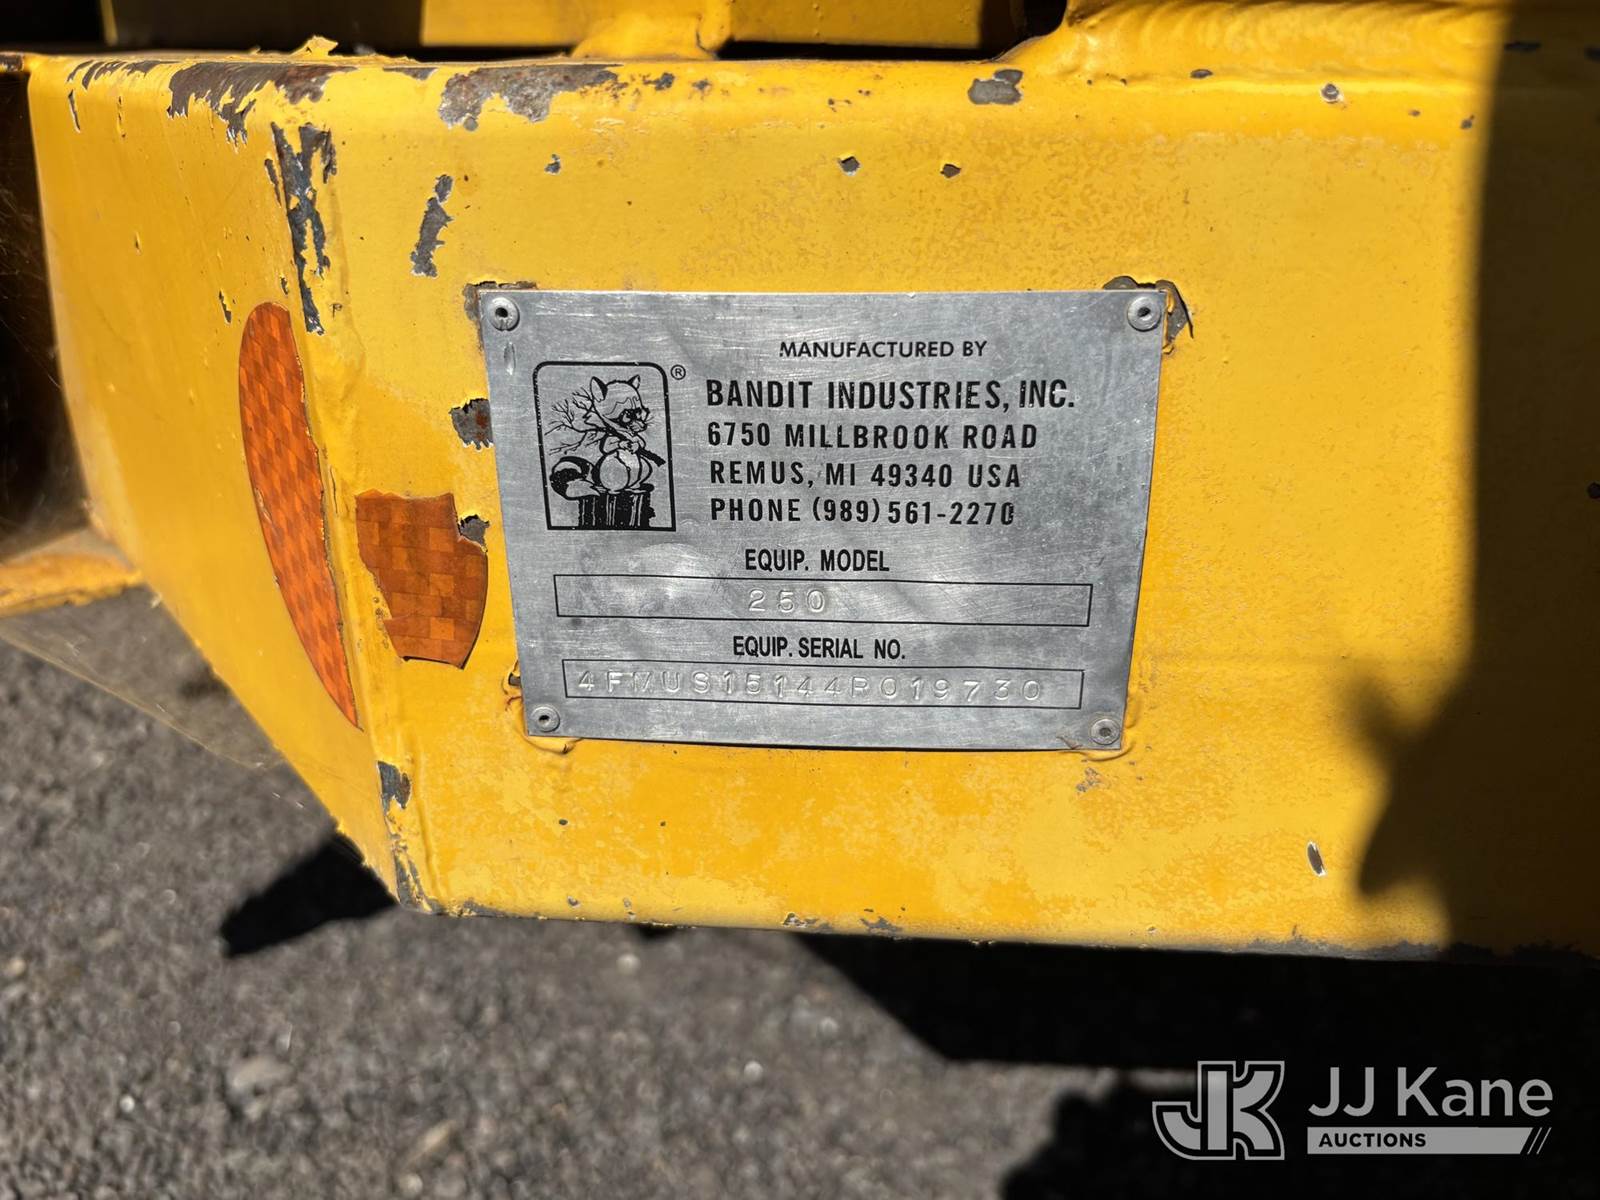 MANUFACTURED BY
®
BANDIT INDUSTRIES, INC.
6750 MILLBROOK ROAD
REMUS, MI 49340 USA
PHONE (989) 561-2270
EQUIP. MODEL
250
EQUIP. SERIAL NO.
4FMUS15144R019730
JK JJ Kane
AUCTIONS